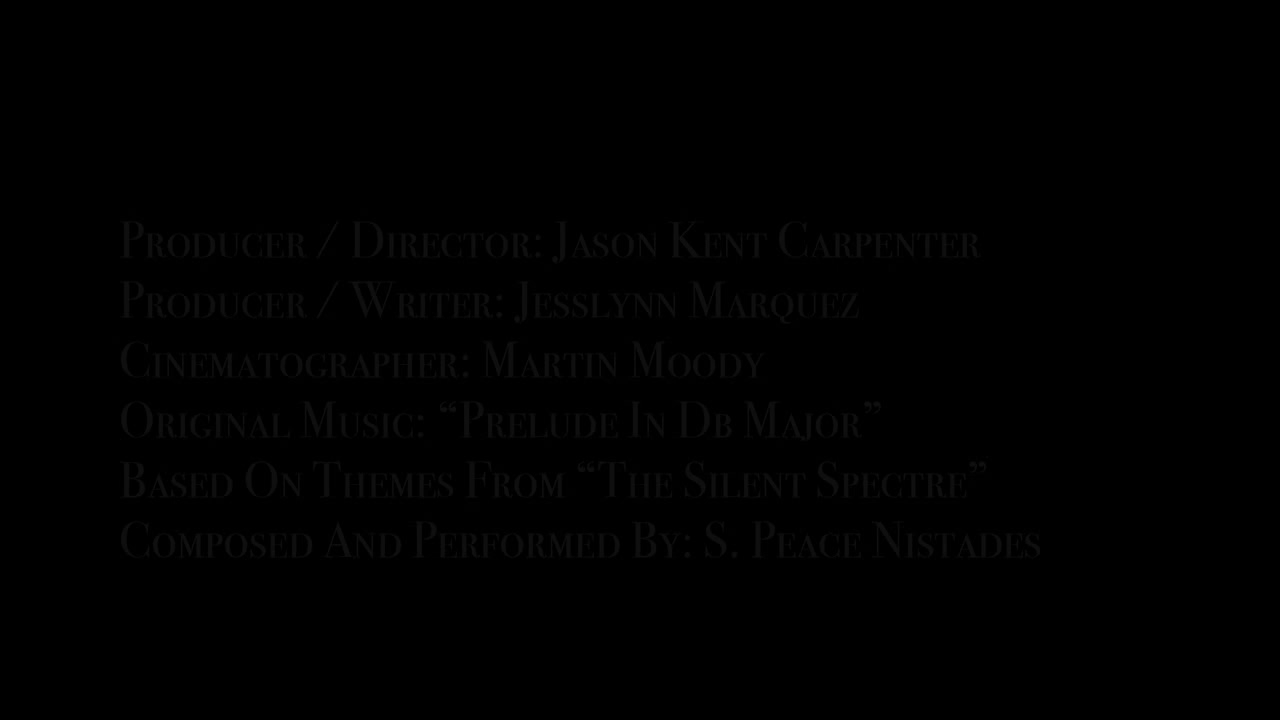 Producer / Director: Jason Kent Carpenter
Producer / Writer: Jesslynn Marquez
Cinematographer: Martin Moody
Original Music: “Prelude In Db Major”
Based On Themes From “The Silent Spectre”
Composed And Performed By: S. Peace Nistades